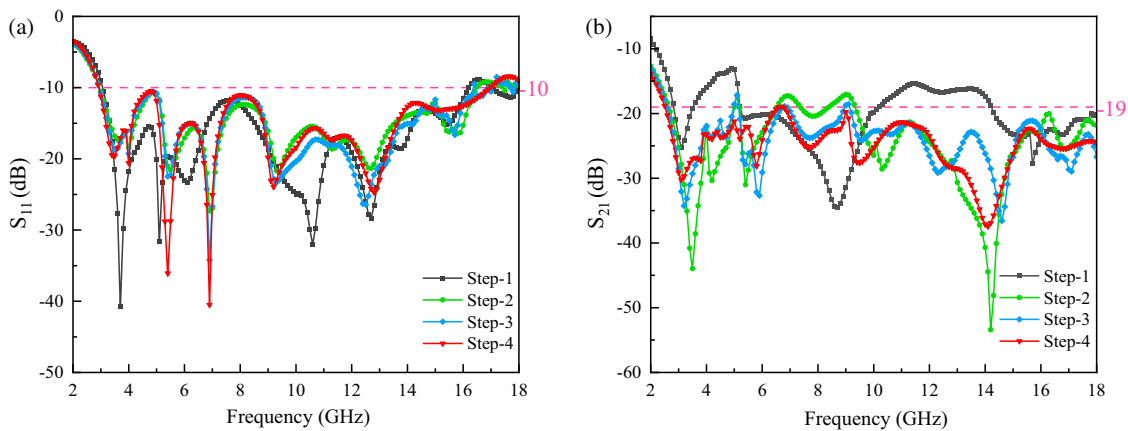 (a)
0
-10
-20
-30
-40
-50
S11 (dB)
-10
Step-1
Step-2
Step-3
Step-4
2 4 6 8 10 12 14 16 18
Frequency (GHz)
(b)
-10
-20
-30
-40
-50
-60
S21 (dB)
-19
Step-1
Step-2
Step-3
Step-4
2 4 6 8 10 12 14 16 18
Frequency (GHz)